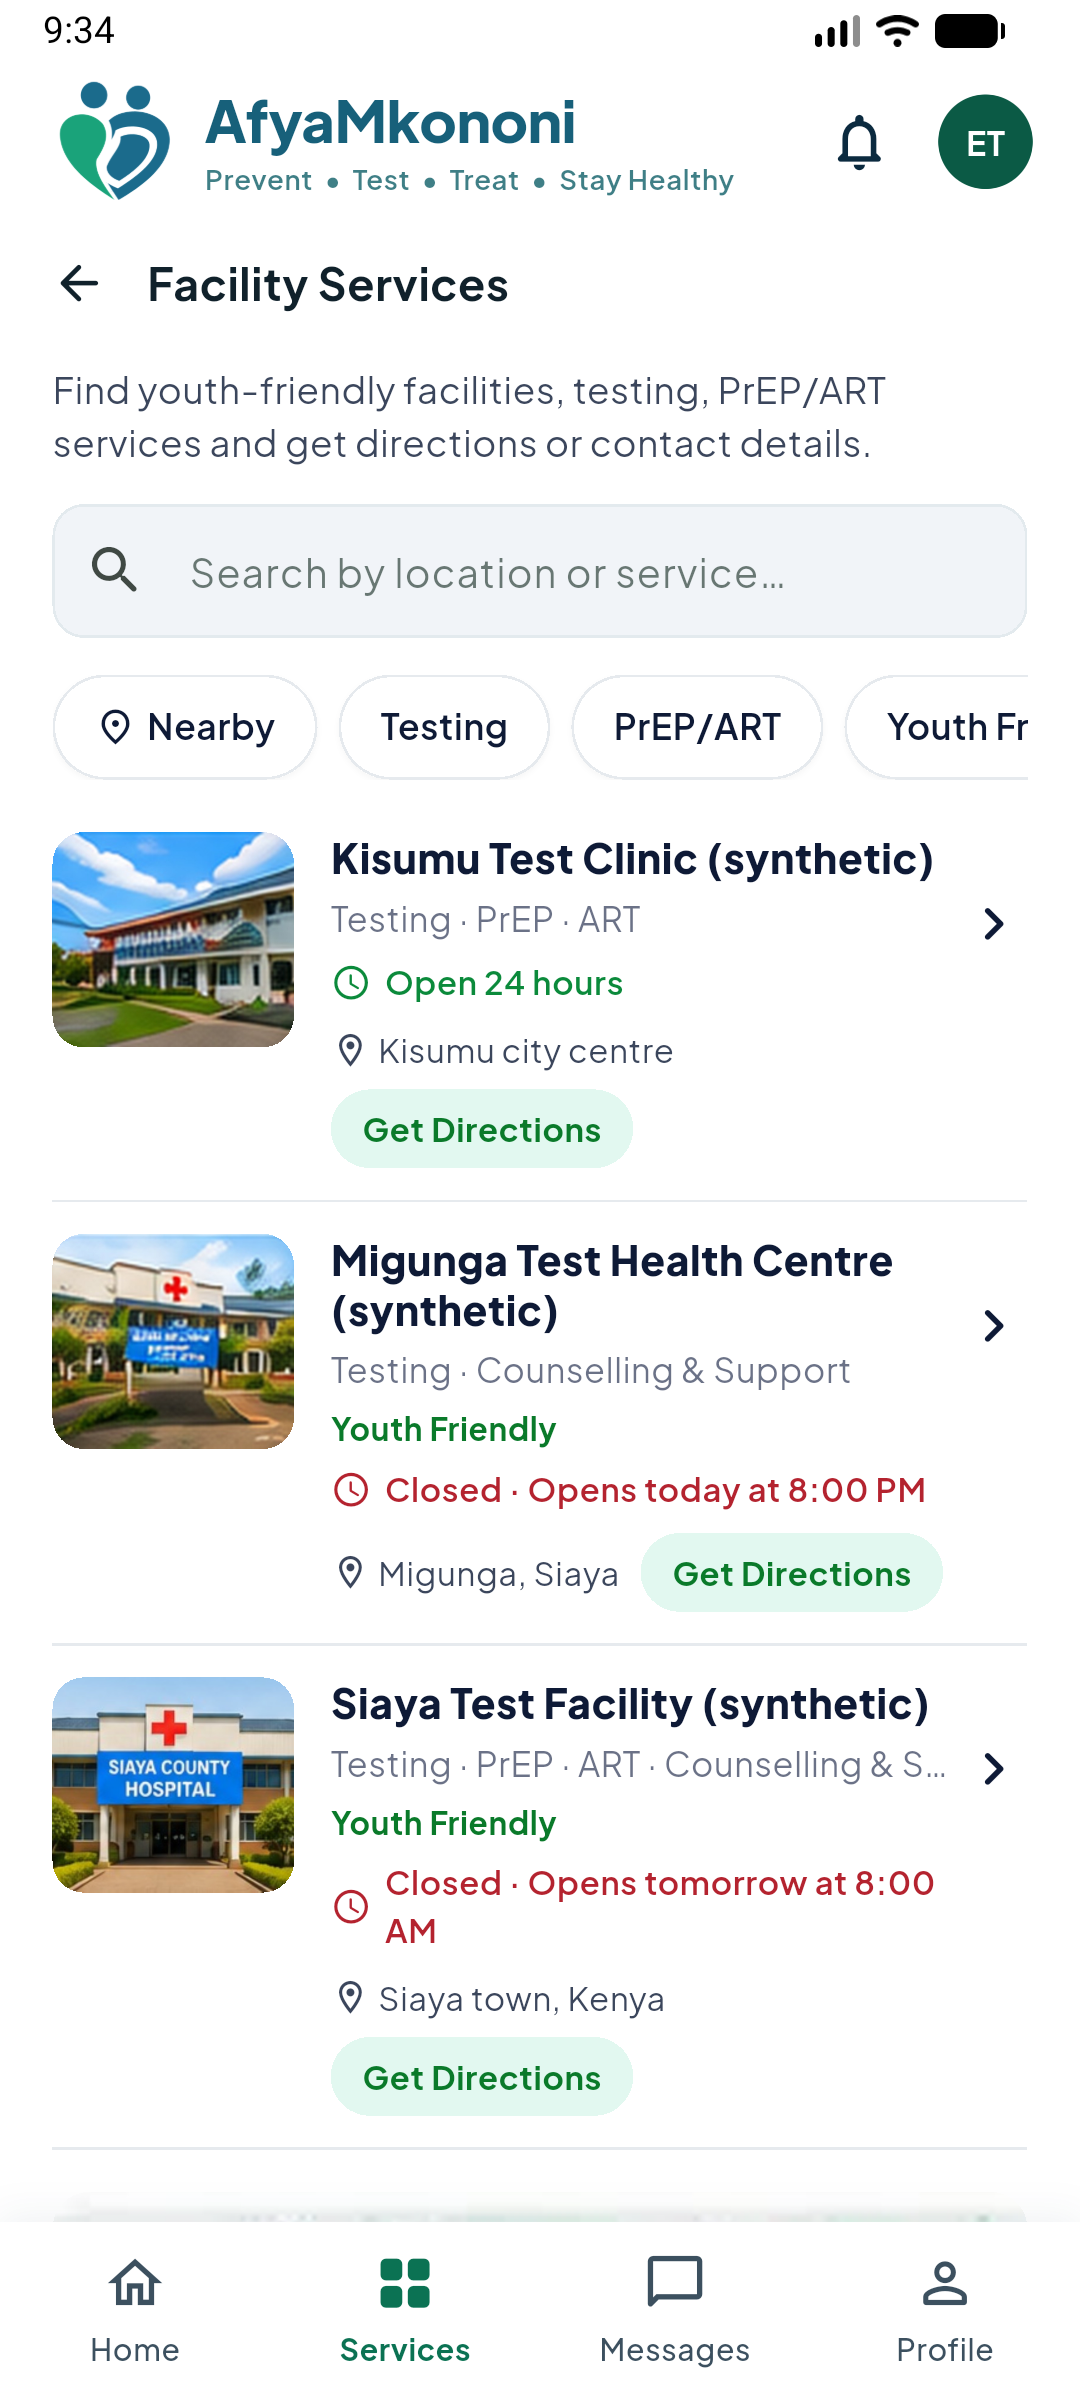 9:34
AfyaMkononi
Prevent • Test • Treat • Stay Healthy
ET
Facility Services
Find youth-friendly facilities, testing, PrEP/ART
services and get directions or contact details.
Search by location or service...
Nearby
Testing
PrEP/ART
Youth Fr
Kisumu Test Clinic (synthetic)
Testing · PrEP · ART
Open 24 hours
Kisumu city centre
Get Directions
Migunga Test Health Centre
(synthetic)
Testing · Counselling & Support
Youth Friendly
Closed · Opens today at 8:00 PM
Migunga, Siaya
Get Directions
SIAYA COUNTY
HOSPITAL
Siaya Test Facility (synthetic)
Testing · PrEP · ART · Counselling & S...
Youth Friendly
Closed · Opens tomorrow at 8:00
AM
Siaya town, Kenya
Get Directions
Home
Services
Messages
Profile